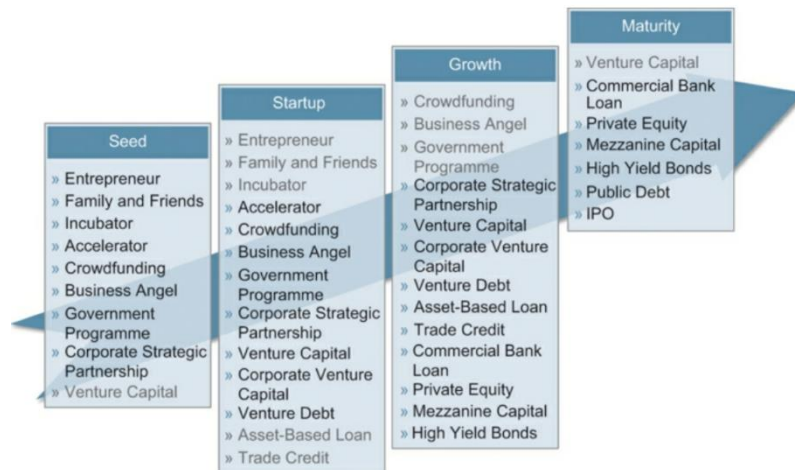 Seed
» Entrepreneur
» Family and Friends
» Incubator
» Accelerator
» Crowdfunding
» Business Angel
» Government
Programme
» Corporate Strategic
Partnership
» Venture Capital
Startup
» Entrepreneur
» Family and Friends
» Incubator
» Accelerator
» Crowdfunding
» Business Angel
» Government
Programme
» Corporate Strategic
Partnership
» Venture Capital
» Corporate Venture
Capital
» Venture Debt
» Asset-Based Loan
» Trade Credit
Growth
» Crowdfunding
» Business Angel
» Government
Programme
» Corporate Strategic
Partnership
» Venture Capital
» Corporate Venture
Capital
» Venture Debt
» Asset-Based Loan
» Trade Credit
» Commercial Bank
Loan
» Private Equity
» Mezzanine Capital
» High Yield Bonds
Maturity
» Venture Capital
» Commercial Bank
Loan
» Private Equity
» Mezzanine Capital
» High Yield Bonds
» Public Debt
» IPO